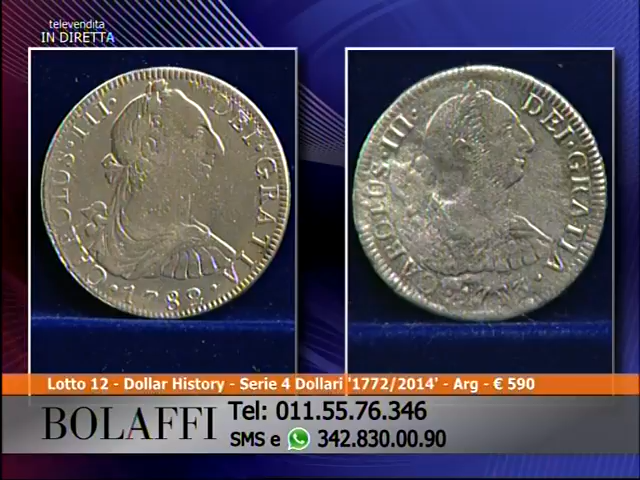 televendita
IN DIRETTA
CAROLUS·III· DEI·GRATIA·
·1782·
CAROLUS·III· DEI·GRATIA·
Lotto 12 - Dollar History - Serie 4 Dollari '1772/2014' - Arg - € 590
BOLAFFI
Tel: 011.55.76.346
SMS e 342.830.00.90